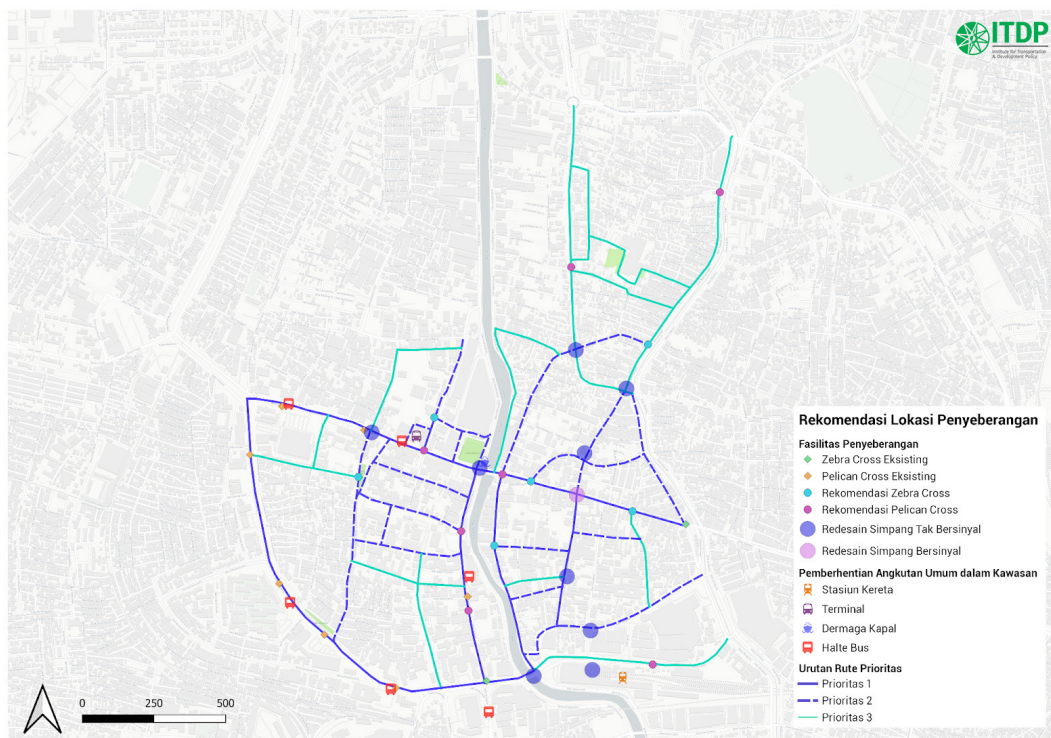 ITDP
Institute for Transportation
& Development Policy
Rekomendasi Lokasi Penyeberangan
Fasilitas Penyeberangan
Zebra Cross Eksisting
Pelican Cross Eksisting
Rekomendasi Zebra Cross
Rekomendasi Pelican Cross
Redesain Simpang Tak Bersinyal
Redesain Simpang Bersinyal
Pemberhentian Angkutan Umum dalam Kawasan
Stasiun Kereta
Terminal
Dermaga Kapal
Halte Bus
Urutan Rute Prioritas
Prioritas 1
Prioritas 2
Prioritas 3
0 250 500